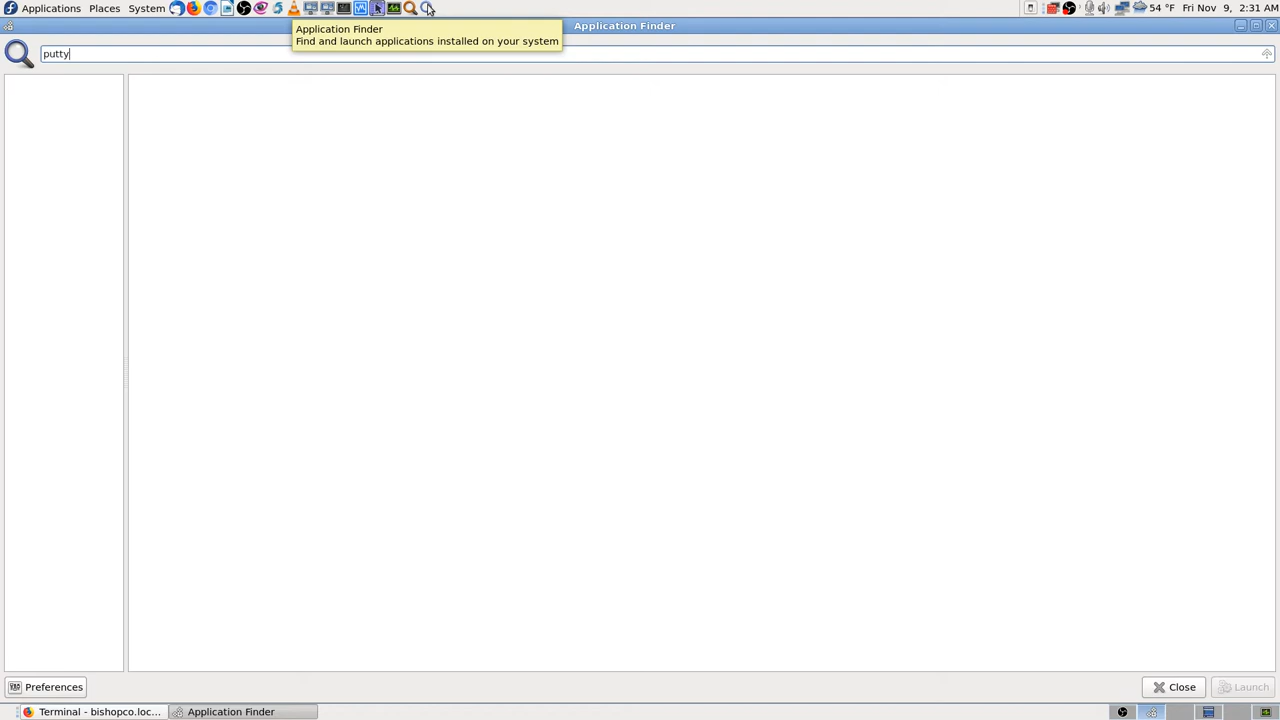 Applications Places System 54 °F Fri Nov 9, 2:31 AM
Application Finder
Application Finder
Find and launch applications installed on your system
putty
Preferences
Close
Launch
Terminal - bishopco.loc...
Application Finder